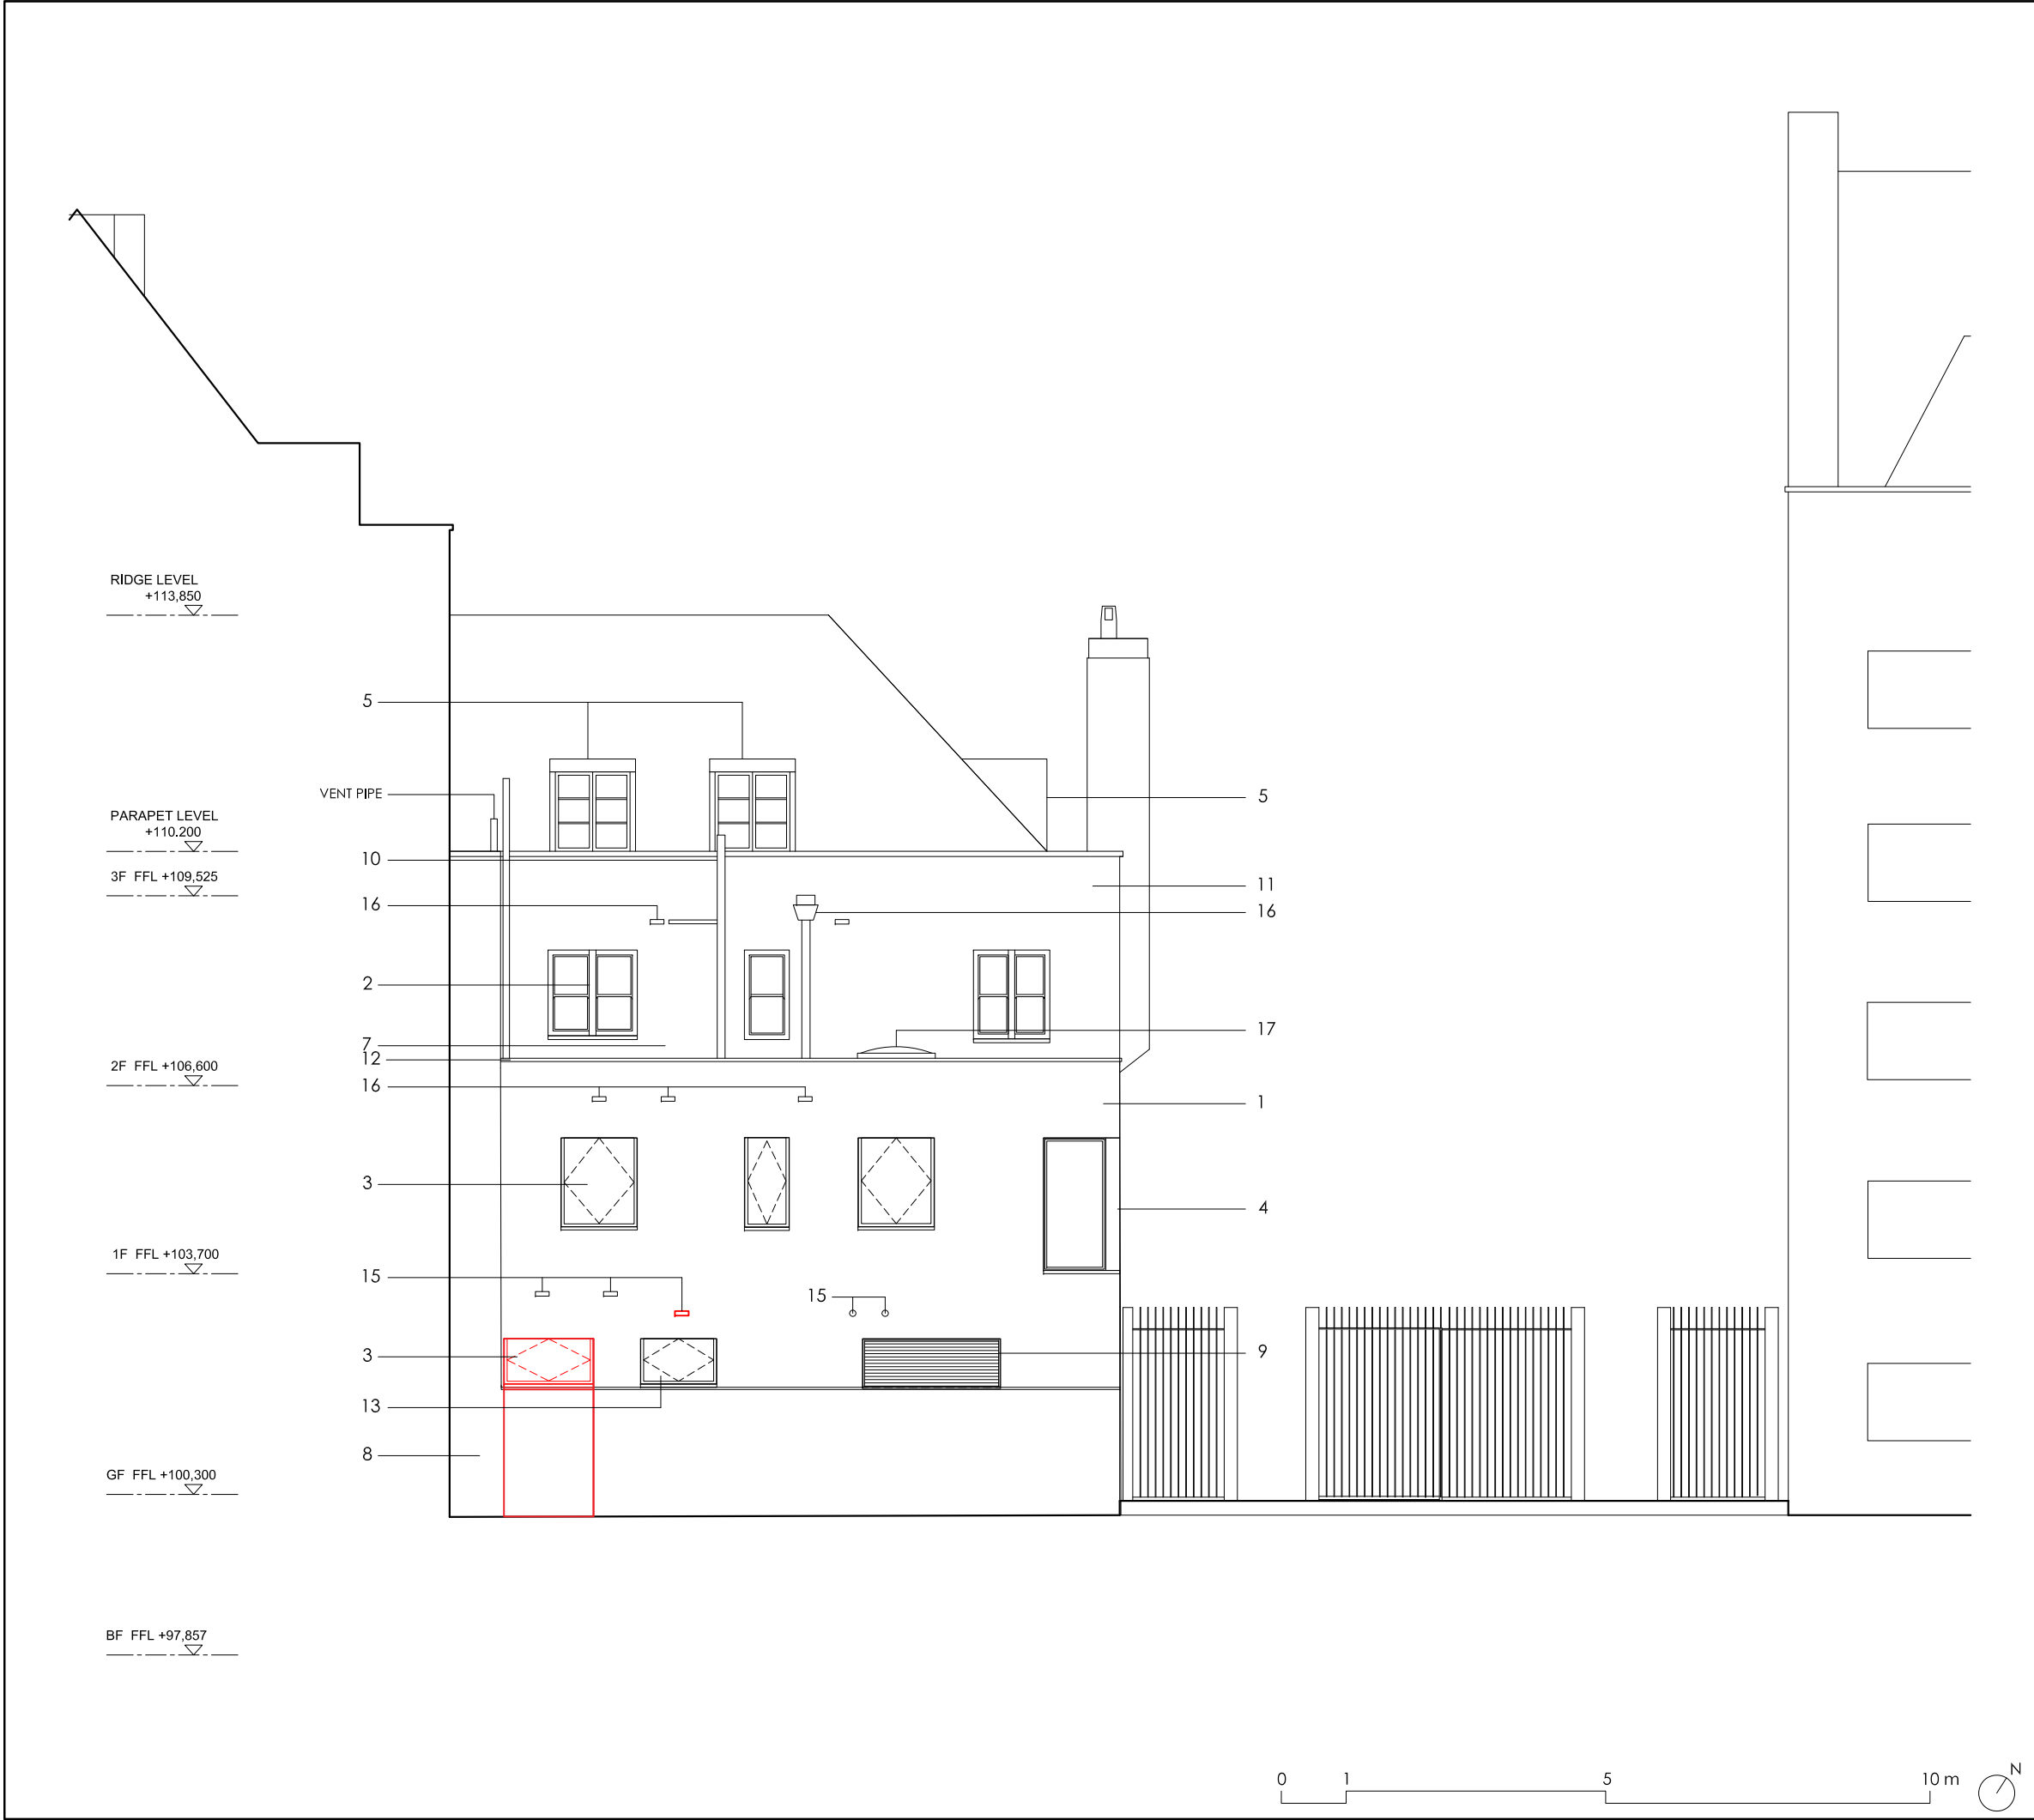 RIDGE LEVEL
+113,850
5
VENT PIPE
5
PARAPET LEVEL
+110.200
10
3F FFL +109,525
11
16
16
2
17
7
12
2F FFL +106,600
16
1
3
4
1F FFL +103,700
15
15
3
9
13
8
GF FFL +100,300
BF FFL +97,857
0 1 5 10 m
N